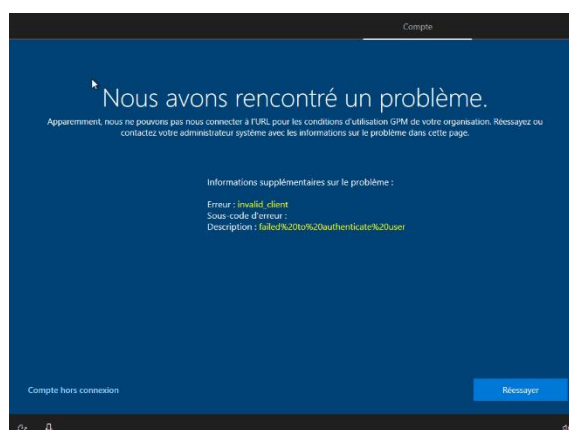 Compte
Nous avons rencontré un problème.
Apparemment, nous ne pouvons pas nous connecter à l'URL pour les conditions d'utilisation GPM de votre organisation. Réessayez ou
contactez votre administrateur système avec les informations sur le problème dans cette page.
Informations supplémentaires sur le problème :
Erreur : invalid_client
Sous-code d'erreur :
Description : failed%20to%20authenticate%20user
Compte hors connexion
Réessayer